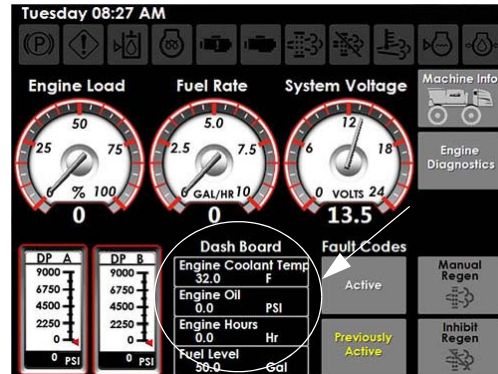 Tuesday 08:27 AM
Engine Load
Fuel Rate
System Voltage
Machine Info
50
25
75
0
% 100
0
5.0
2.5
7.5
0
GAL/HR 10
0
12
6
18
0 VOLTS 24
13.5
Engine
Diagnostics
DP A
9000
6750
4500
2250
0
0 PSI
DP B
9000
6750
4500
2250
0
0 PSI
Dash Board
Engine Coolant Temp
32.0 F
Engine Oil
0.0 PSI
Engine Hours
0.0 Hr
Fuel Level
50.0 Gal
Fault Codes
Active
Previously
Active
Manual
Regen
Inhibit
Regen